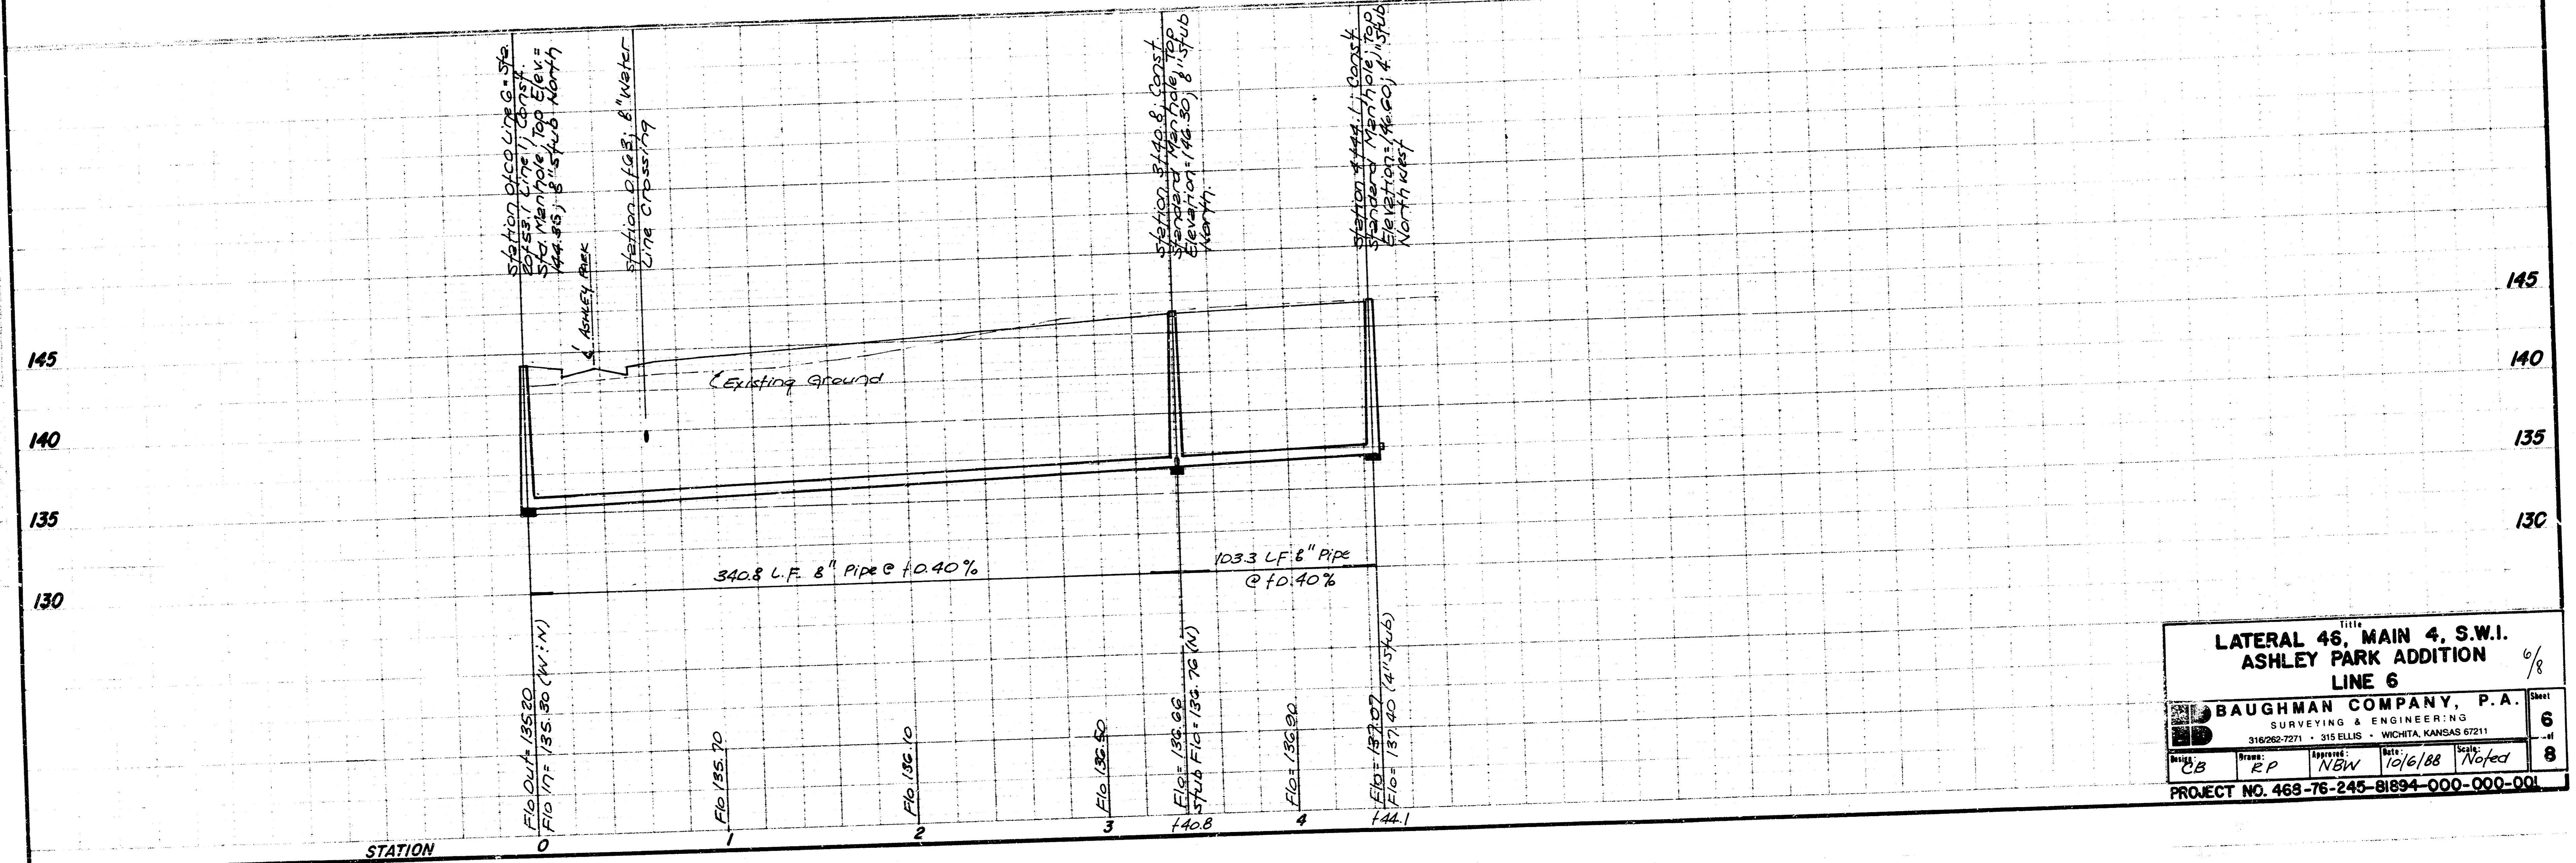 Station 0+00 Line 6 = Sta.
20+53.1 Line 1; Const.
Std. Manhole, Top Elev. =
144.35; 8" stub North
℄ ASHLEY PARK
Station 0+63; 8" Water
Line Crossing
Station 3+40.8; Const
Standard Manhole, Top
Elevation = 146.30; 8" stub
North.
Station 4+44.1; Const
Standard Manhole; Top
Elevation = 146.60; 4" stub
North West
145
140
135
130
145
140
135
130
Existing Ground
340.8 L.F. 8" Pipe @ +0.40%
103.3 LF 8" Pipe
@ +0.40%
Flo Out = 135.20
Flo In = 135.30 (W; N)
Flo 135.70
Flo 136.10
Flo 136.50
Flo = 136.66
Stub Flo = 136.76 (N)
Flo = 136.90
Flo = 137.07
Flo = 137.40 (4" stub)
STATION
0
1
2
3
+40.8
4
+44.1
Title
LATERAL 46, MAIN 4, S.W.I.
ASHLEY PARK ADDITION
LINE 6
6/8
BAUGHMAN COMPANY, P.A.
SURVEYING & ENGINEERING
316/262-7271 • 315 ELLIS • WICHITA, KANSAS 67211
Sheet
6
of
8
Design: CB
Drawn: RP
Approved: NBW
Date: 10/6/88
Scale: Noted
PROJECT NO. 468-76-245-81894-000-000-001